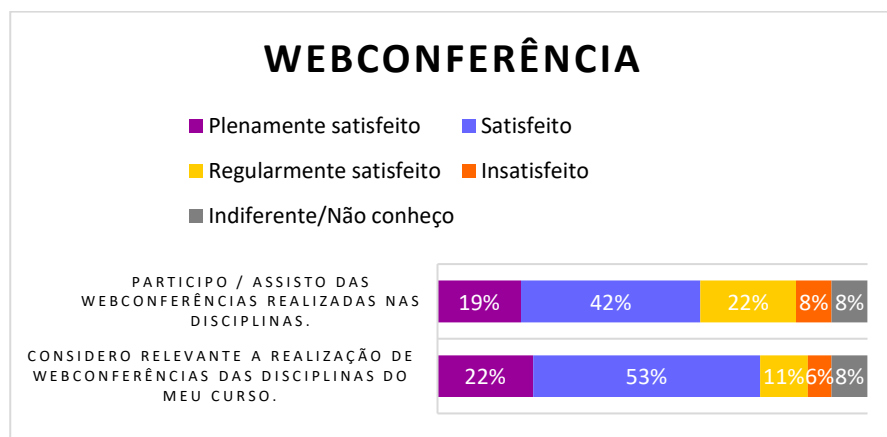 WEBCONFERÊNCIA
Plenamente satisfeito
Satisfeito
Regularmente satisfeito
Insatisfeito
Indiferente/Não conheço
PARTICIPO / ASSISTO DAS
WEBCONFERÊNCIAS REALIZADAS NAS
DISCIPLINAS.
19% 42% 22% 8% 8%
CONSIDERO RELEVANTE A REALIZAÇÃO DE
WEBCONFERÊNCIAS DAS DISCIPLINAS DO
MEU CURSO.
22% 53% 11% 6% 8%